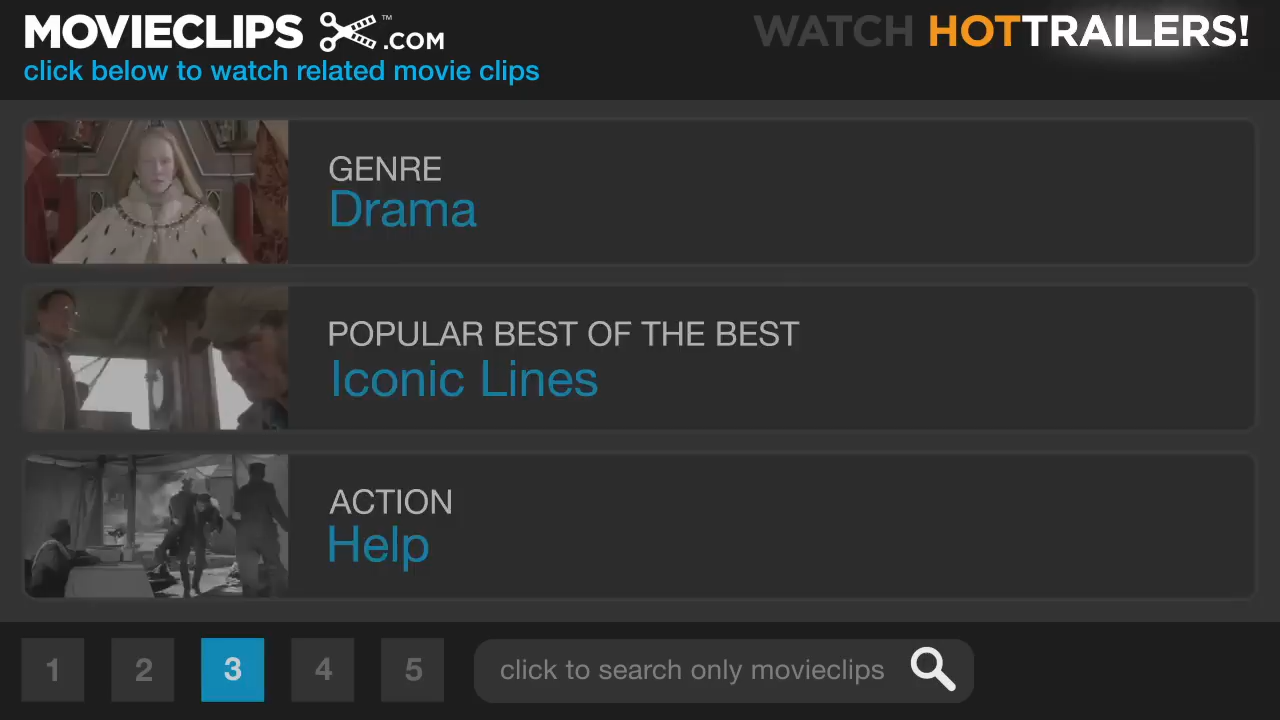 MOVIECLIPS™.COM
WATCH HOTTRAILERS!
click below to watch related movie clips
GENRE
Drama
POPULAR BEST OF THE BEST
Iconic Lines
ACTION
Help
1 2 3 4 5
click to search only movieclips